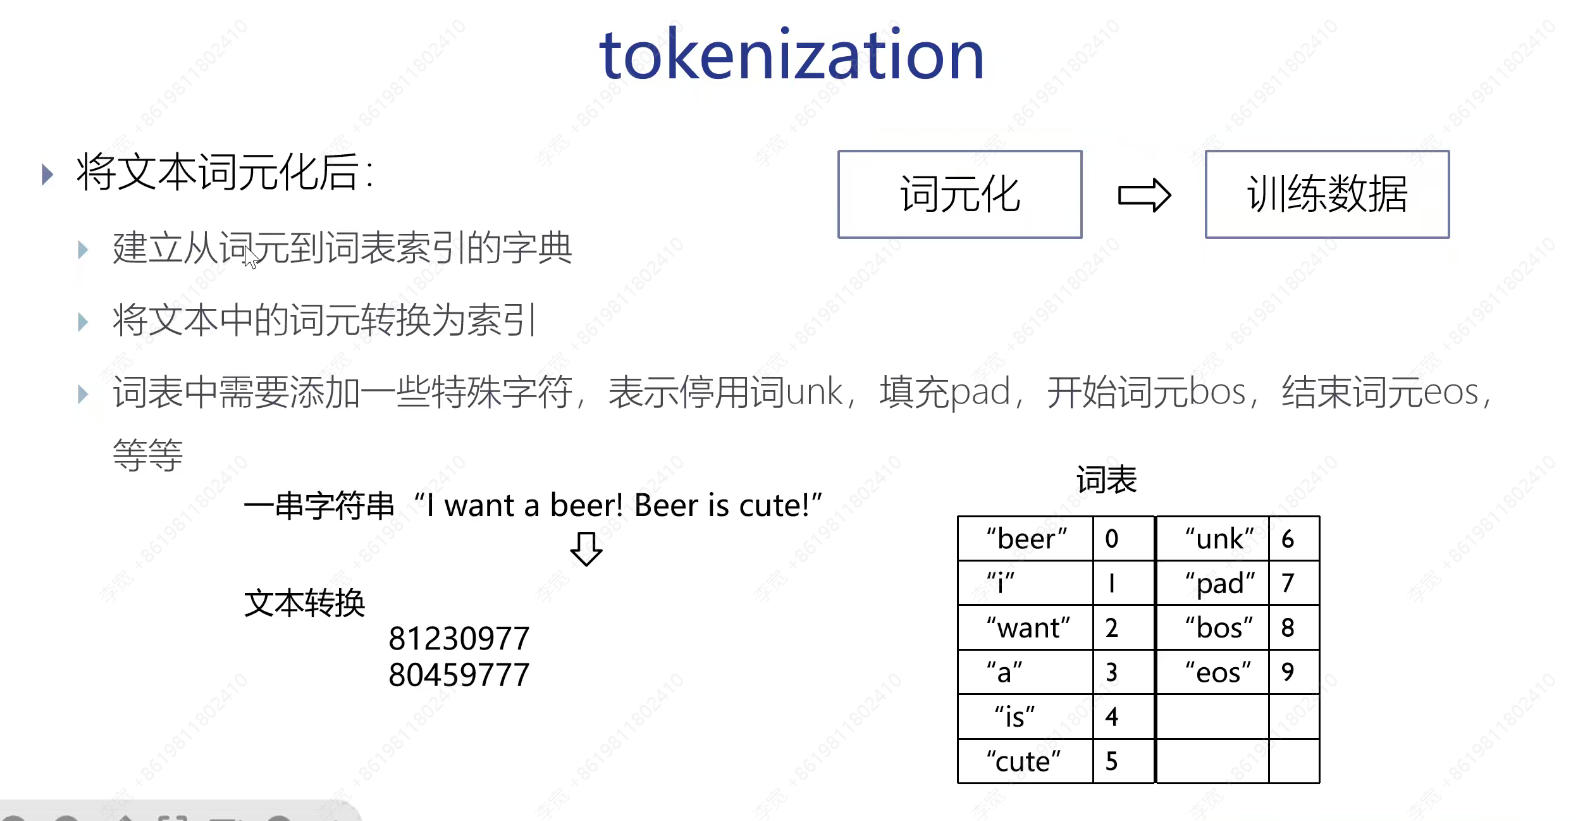 tokenization
将文本词元化后：
词元化
训练数据
建立从词元到词表索引的字典
将文本中的词元转换为索引
词表中需要添加一些特殊字符，表示停用词unk，填充pad，开始词元bos，结束词元eos，
等等
一串字符串“I want a beer! Beer is cute!”
文本转换
81230977
80459777
词表
“beer” 0 “unk” 6
“i” 1 “pad” 7
“want” 2 “bos” 8
“a” 3 “eos” 9
“is” 4
“cute” 5
李宽 +8619811802410